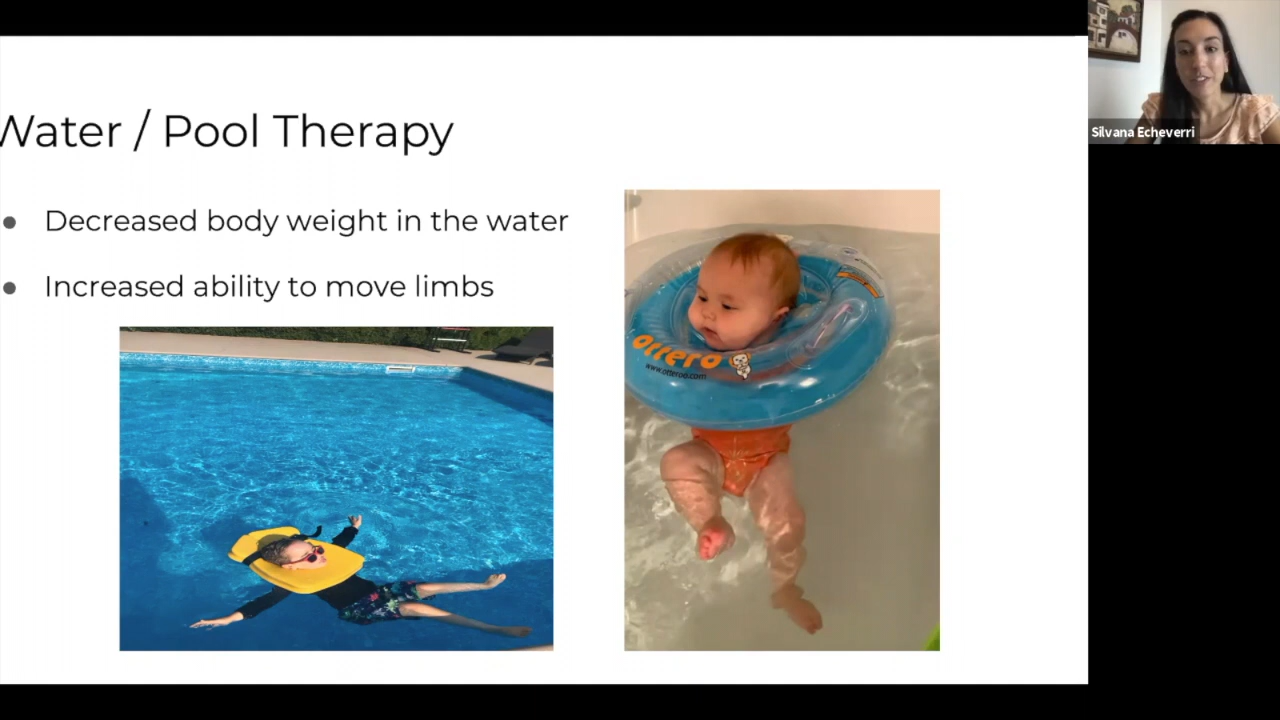 Water / Pool Therapy
Decreased body weight in the water
Increased ability to move limbs
ottero
www.otteroo.com
Silvana Echeverri